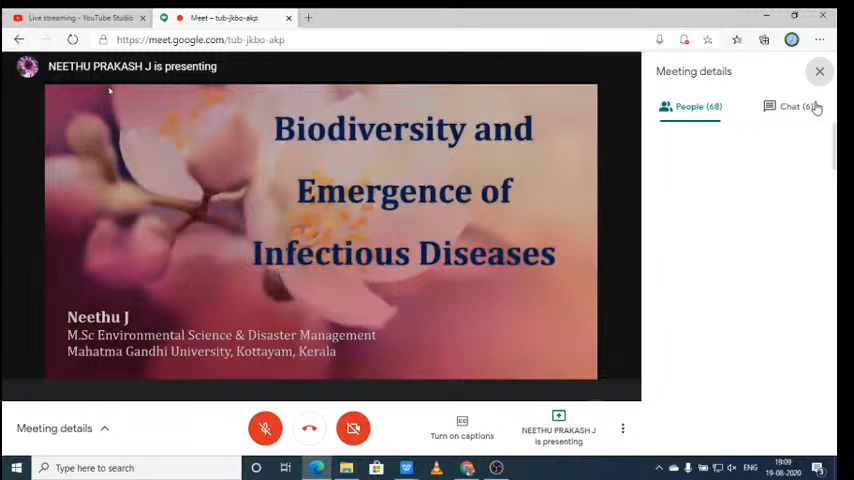 Live streaming - YouTube Studio
Meet – tub-jkbo-akp
https://meet.google.com/tub-jkbo-akp
NEETHU PRAKASH J is presenting
Meeting details
People (68)
Chat (6)
Biodiversity and
Emergence of
Infectious Diseases
Neethu J
M.Sc Environmental Science & Disaster Management
Mahatma Gandhi University, Kottayam, Kerala
Meeting details
CC
Turn on captions
NEETHU PRAKASH J
is presenting
Type here to search
ENG
19:09
19-08-2020